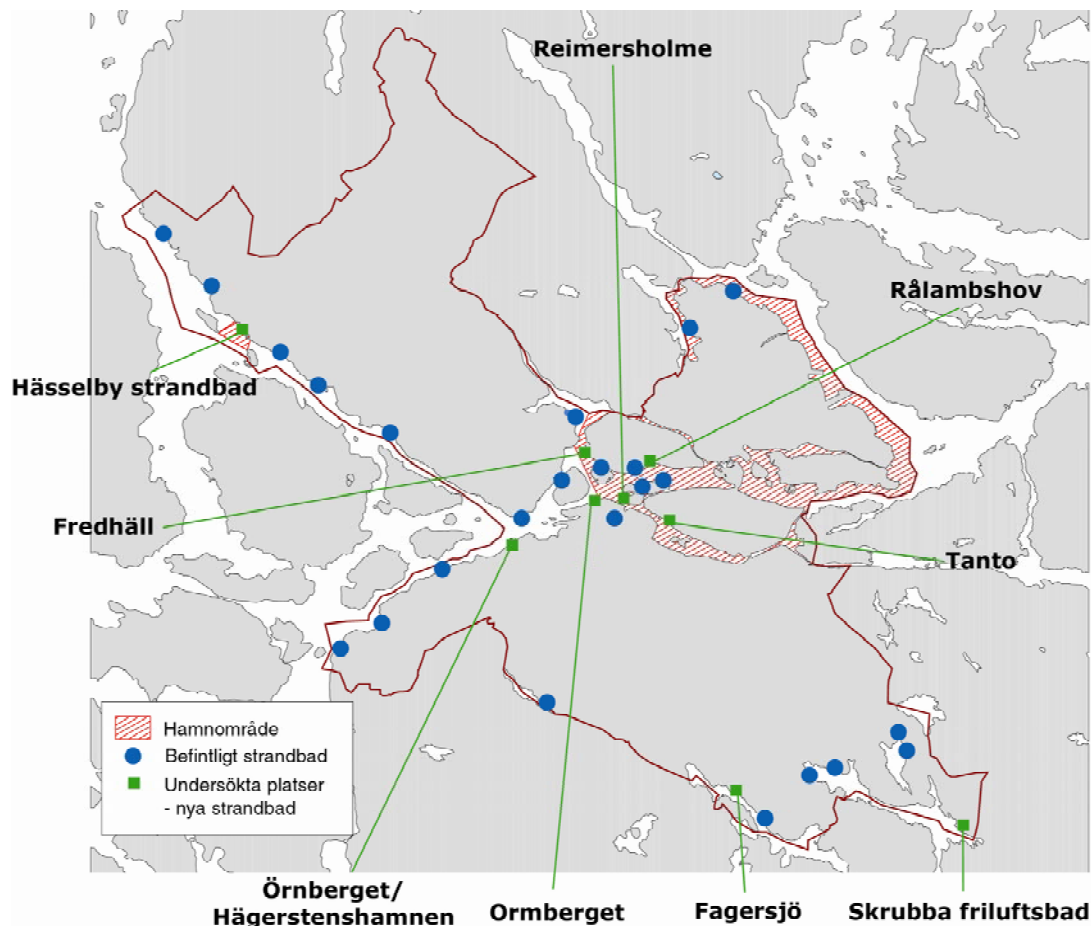 Reimersholme
Rålambshov
Hässelby strandbad
Fredhäll
Tanto
Hamnområde
Befintligt strandbad
Undersökta platser
- nya strandbad
Örnberget/
Hägerstenshamnen
Ormberget
Fagersjö
Skrubba friluftsbad